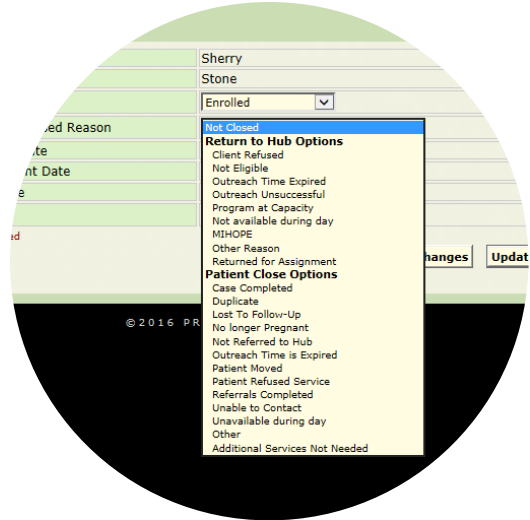 Sherry
Stone
Enrolled
Reason
Not Closed
Return to Hub Options
Client Refused
Not Eligible
Date
Outreach Time Expired
Outreach Unsuccessful
Program at Capacity
Not available during day
MIHOPE
Other Reason
Returned for Assignment
Patient Close Options
Case Completed
Duplicate
Lost To Follow-Up
No longer Pregnant
Not Referred to Hub
Outreach Time is Expired
Patient Moved
Patient Refused Service
Referrals Completed
Unable to Contact
Unavailable during day
Other
Additional Services Not Needed
©2016 PR